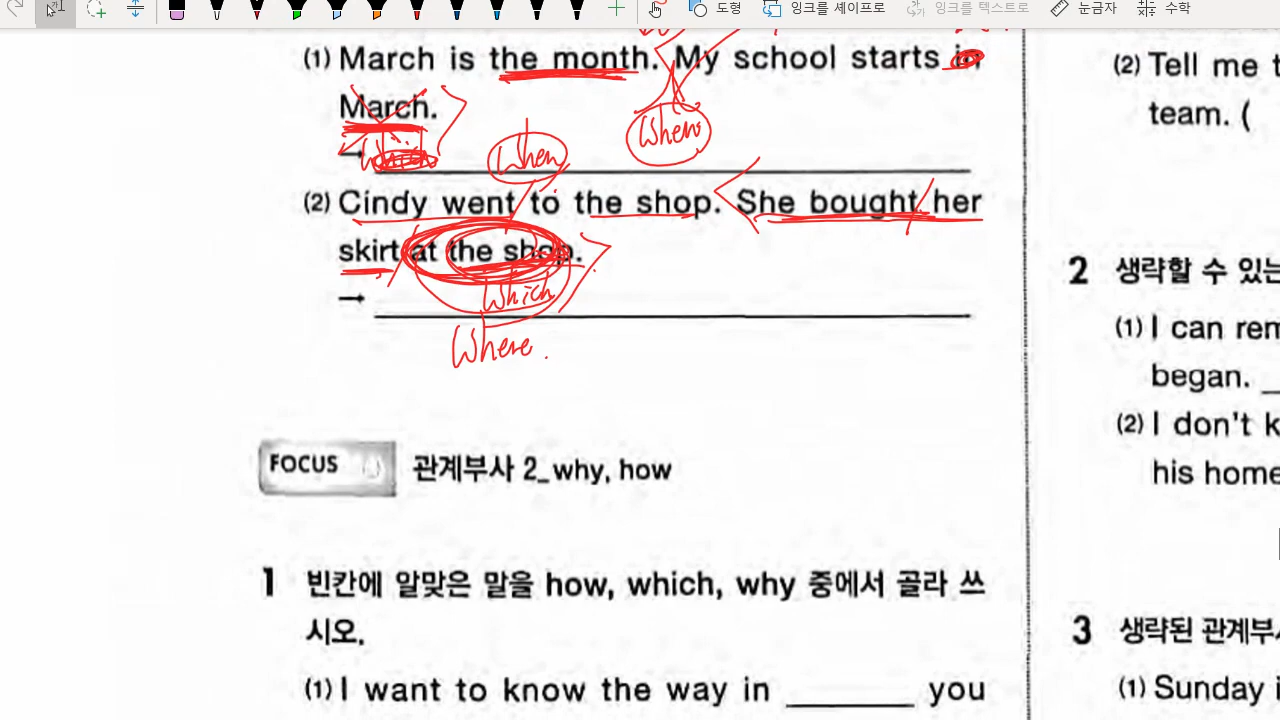 도형 잉크를 셰이프로 잉크를 텍스트로 눈금자 수학
(1) March is the month. My school starts in
March.
When
When
→ Which
(2) Cindy went to the shop. She bought her
skirt at the shop.
Which
→
Where.
FOCUS 관계부사 2_why, how
1 빈칸에 알맞은 말을 how, which, why 중에서 골라 쓰
시오.
(1) I want to know the way in ______ you
(2) Tell me t
team. (
2 생략할 수 있는
(1) I can rem
began. _
(2) I don't k
his home
3 생략된 관계부사
(1) Sunday i